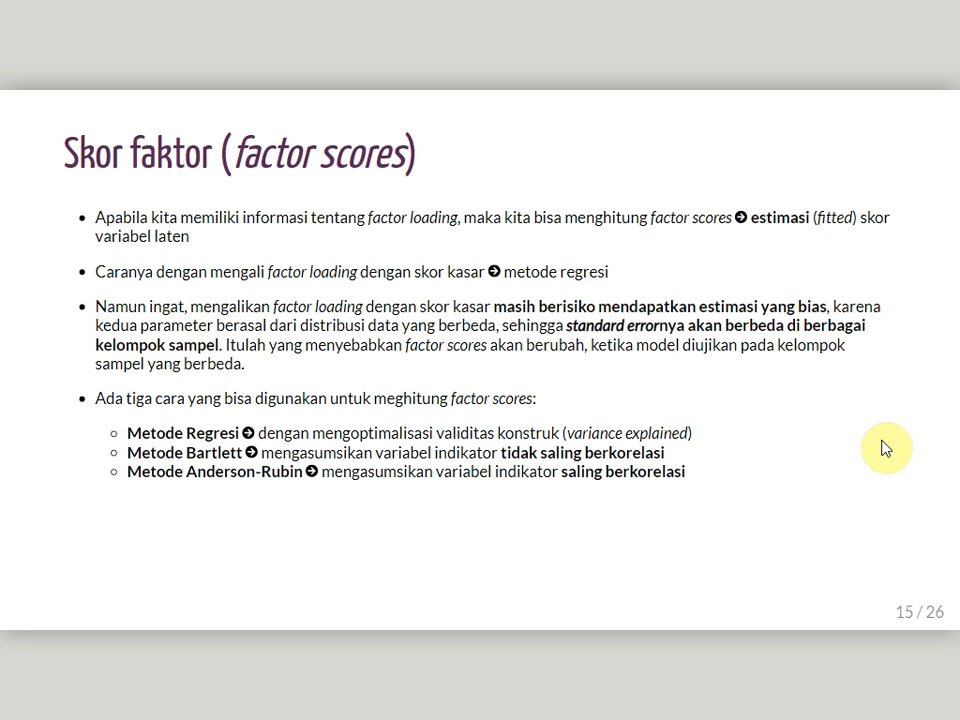 Skor faktor (factor scores)
Apabila kita memiliki informasi tentang factor loading, maka kita bisa menghitung factor scores ➔ estimasi (fitted) skor
variabel laten
Caranya dengan mengali factor loading dengan skor kasar ➔ metode regresi
Namun ingat, mengalikan factor loading dengan skor kasar masih berisiko mendapatkan estimasi yang bias, karena
kedua parameter berasal dari distribusi data yang berbeda, sehingga standard errornya akan berbeda di berbagai
kelompok sampel. Itulah yang menyebabkan factor scores akan berubah, ketika model diujikan pada kelompok
sampel yang berbeda.
Ada tiga cara yang bisa digunakan untuk meghitung factor scores:
Metode Regresi ➔ dengan mengoptimalisasi validitas konstruk (variance explained)
Metode Bartlett ➔ mengasumsikan variabel indikator tidak saling berkorelasi
Metode Anderson-Rubin ➔ mengasumsikan variabel indikator saling berkorelasi
15 / 26